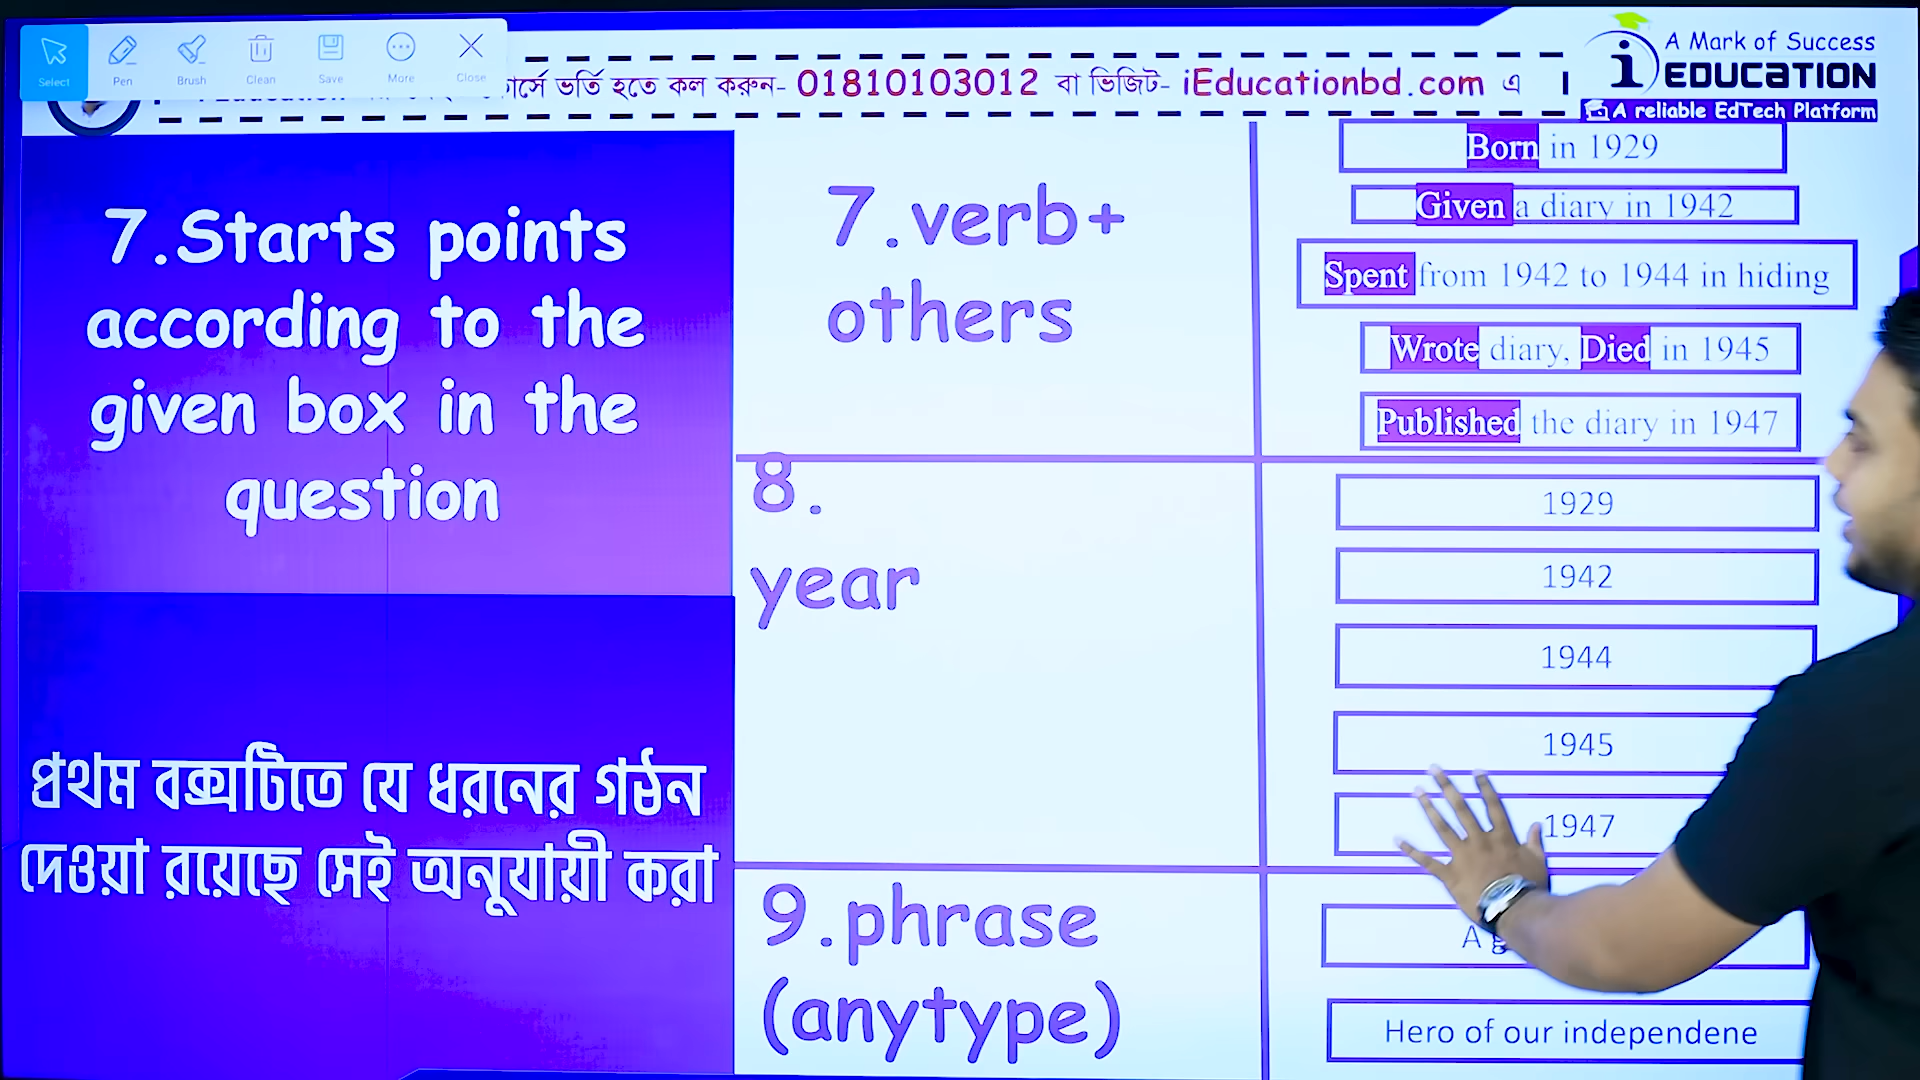 Select
Pen
Brush
Clean
Save
More
Close
কোর্সে ভর্তি হতে কল করুন- 01810103012 বা ভিজিট- iEducationbd.com এ
A Mark of Success
iEDUCATION
A reliable EdTech Platform
7.Starts points
according to the
given box in the
question
প্রথম বক্সটিতে যে ধরনের গঠন
দেওয়া রয়েছে সেই অনুযায়ী করা
7.verb+
others
Born in 1929
Given a diary in 1942
Spent from 1942 to 1944 in hiding
Wrote diary, Died in 1945
Published the diary in 1947
8.
year
1929
1942
1944
1945
1947
9.phrase
(anytype)
A
Hero of our independene